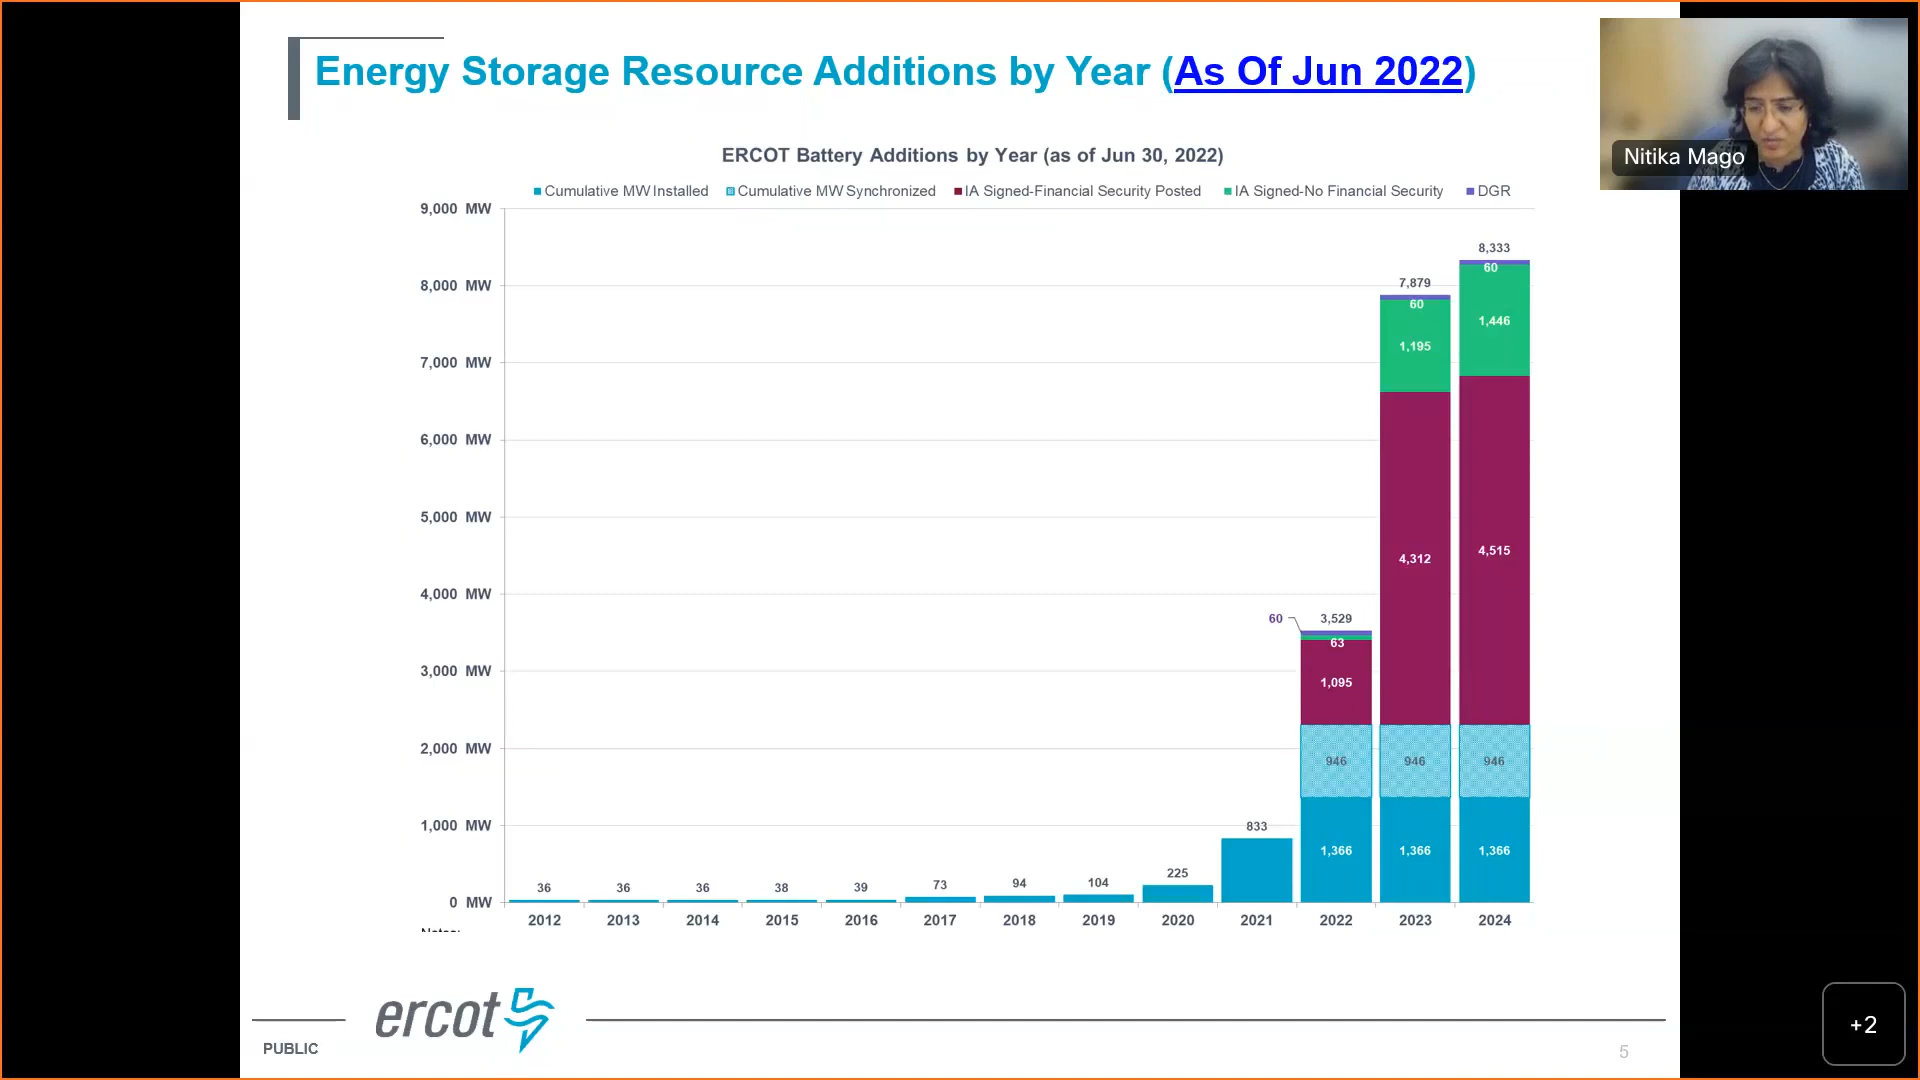 Energy Storage Resource Additions by Year (As Of Jun 2022)
Nitika Mago
ERCOT Battery Additions by Year (as of Jun 30, 2022)
Cumulative MW Installed Cumulative MW Synchronized IA Signed-Financial Security Posted IA Signed-No Financial Security DGR
9,000 MW
8,333
60
8,000 MW
7,879
60
1,446
1,195
7,000 MW
6,000 MW
5,000 MW
4,312
4,515
4,000 MW
60
3,529
63
3,000 MW
1,095
2,000 MW
946 946 946
1,000 MW
833
1,366 1,366 1,366
36 36 36 38 39 73 94 104 225
0 MW
2012 2013 2014 2015 2016 2017 2018 2019 2020 2021 2022 2023 2024
ercot
PUBLIC
5
+2